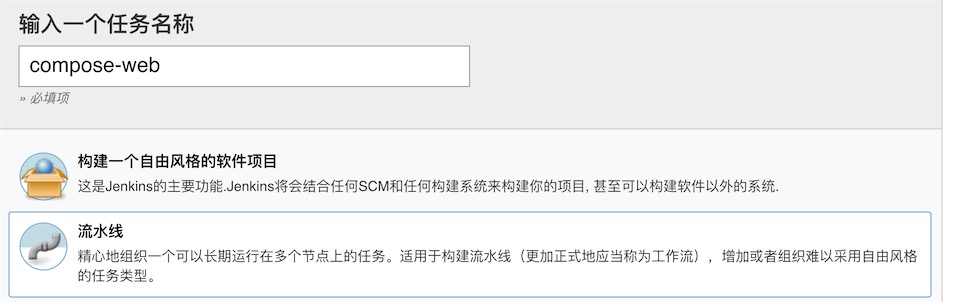 输入一个任务名称
compose-web
» 必填项
构建一个自由风格的软件项目
这是Jenkins的主要功能.Jenkins将会结合任何SCM和任何构建系统来构建你的项目, 甚至可以构建软件以外的系统.
流水线
精心地组织一个可以长期运行在多个节点上的任务。适用于构建流水线（更加正式地应当称为工作流），增加或者组织难以采用自由风格
的任务类型。